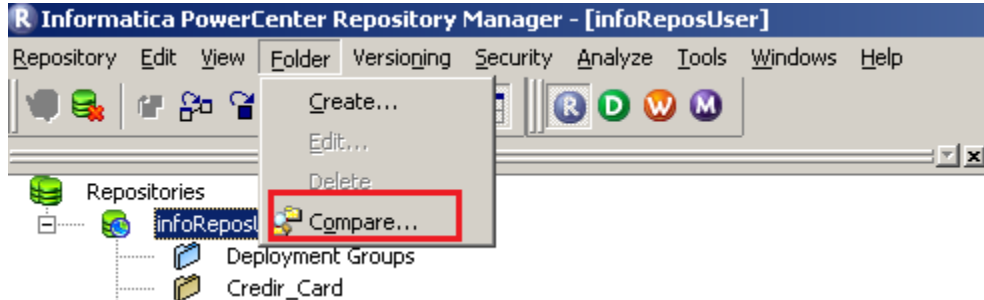 R Informatica PowerCenter Repository Manager - [infoReposUser]
Repository Edit View Folder Versioning Security Analyze Tools Windows Help
Create...
R D W M
Edit...
Delete
Repositories
Compare...
infoRepos
Deployment Groups
Credir_Card